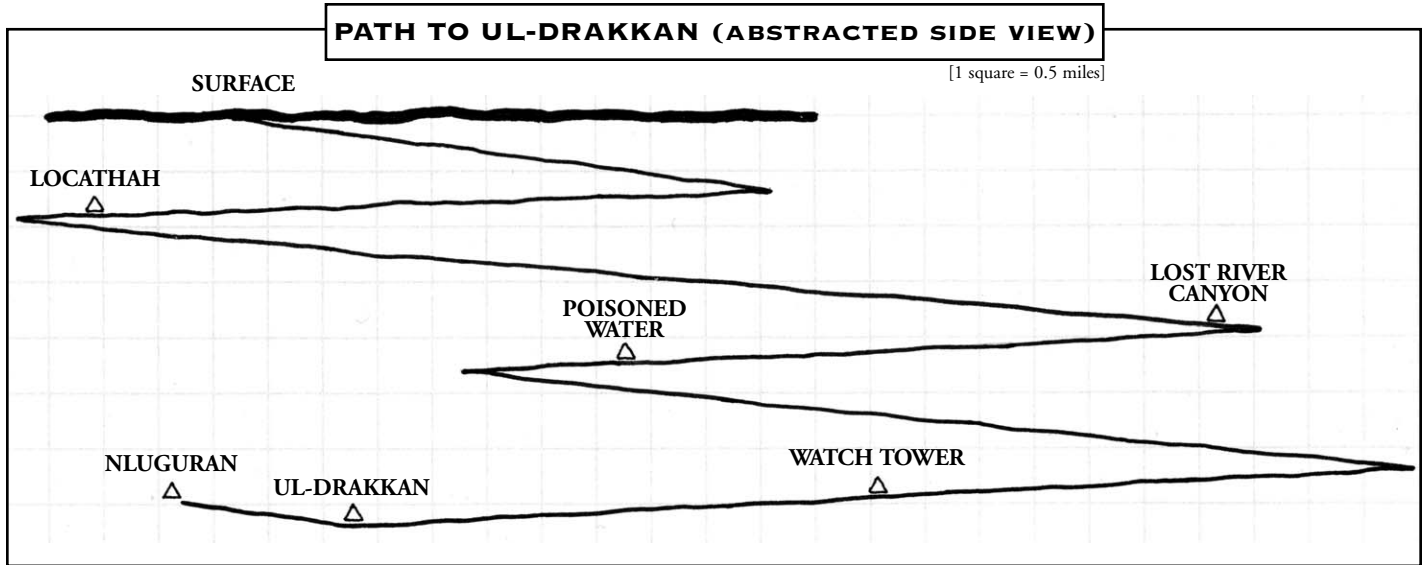 PATH TO UL-DRAKKAN (ABSTRACTED SIDE VIEW)
[1 square = 0.5 miles]
SURFACE
LOCATHAH
LOST RIVER
CANYON
POISONED
WATER
NLUGURAN
UL-DRAKKAN
WATCH TOWER